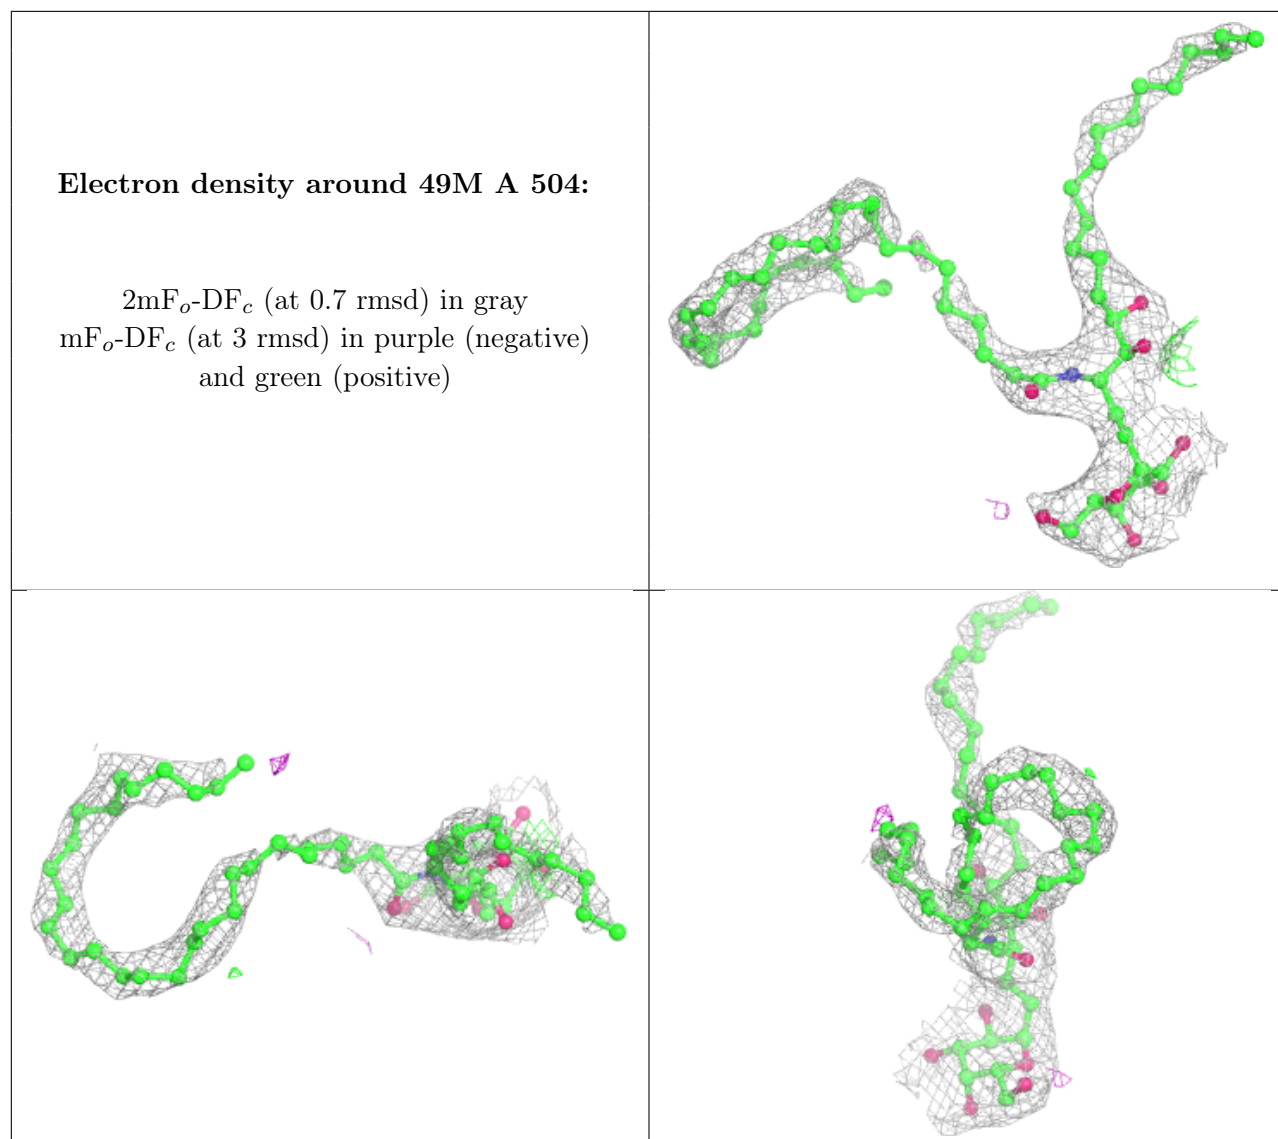 Electron density around 49M A 504:
2mFo-DFc (at 0.7 rmsd) in gray
mFo-DFc (at 3 rmsd) in purple (negative)
and green (positive)